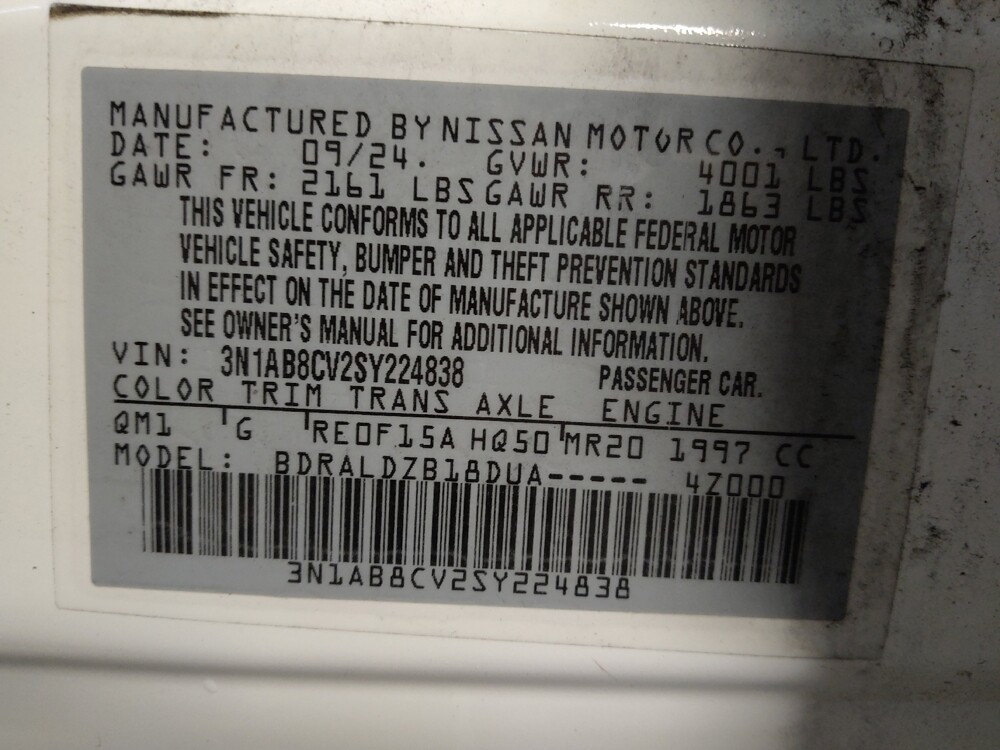 MANUFACTURED BY NISSAN MOTOR CO., LTD.
DATE: 09/24. GVWR: 4001 LBS
GAWR FR: 2161 LBS GAWR RR: 1863 LBS
THIS VEHICLE CONFORMS TO ALL APPLICABLE FEDERAL MOTOR
VEHICLE SAFETY, BUMPER AND THEFT PREVENTION STANDARDS
IN EFFECT ON THE DATE OF MANUFACTURE SHOWN ABOVE.
SEE OWNER'S MANUAL FOR ADDITIONAL INFORMATION.
VIN: 3N1AB8CV2SY224838 PASSENGER CAR.
COLOR TRIM TRANS AXLE ENGINE
QM1 G RE0F15A HQ50 MR20 1997 CC
MODEL: BDRALDZB18DUA----- 4Z000
3N1AB8CV2SY224838